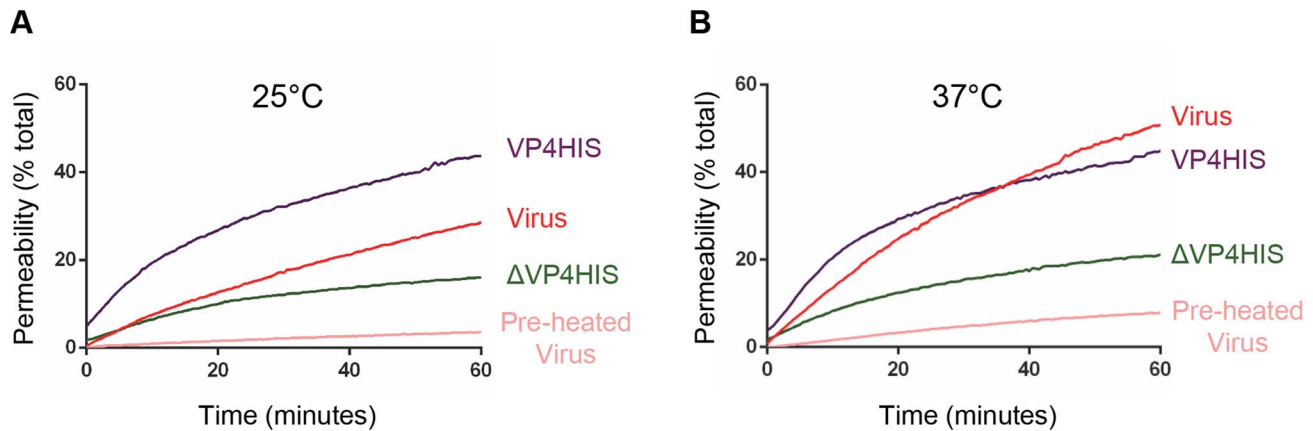 A
25°C
Permeability (% total)
60
40
20
0
0
20
40
60
Time (minutes)
VP4HIS
Virus
ΔVP4HIS
Pre-heated
Virus
B
37°C
Permeability (% total)
60
40
20
0
0
20
40
60
Time (minutes)
Virus
VP4HIS
ΔVP4HIS
Pre-heated
Virus